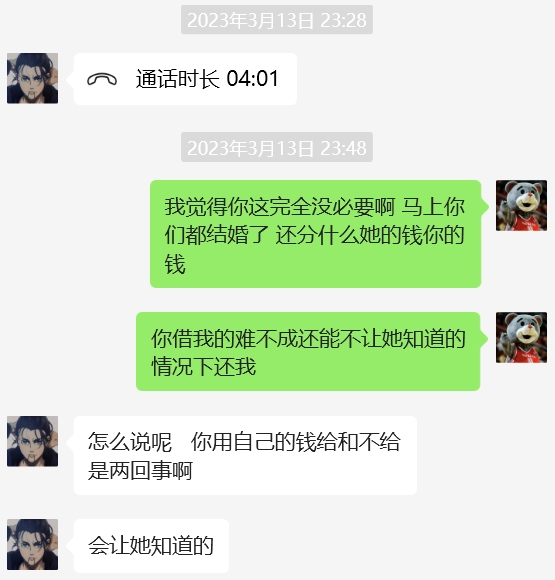 2023年3月13日 23:28
通话时长 04:01
2023年3月13日 23:48
我觉得你这完全没必要啊 马上你
们都结婚了 还分什么她的钱你的
钱
你借我的难不成还能不让她知道的
情况下还我
怎么说呢 你用自己的钱给和不给
是两回事啊
会让她知道的